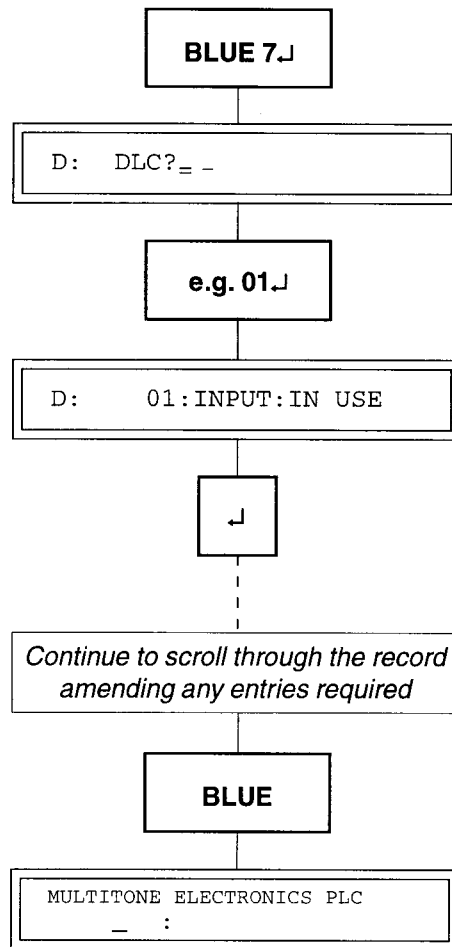 BLUE 7↵
D: DLC?= _
e.g. 01↵
D: 01:INPUT:IN USE
↵
Continue to scroll through the record
amending any entries required
BLUE
MULTITONE ELECTRONICS PLC
_ :